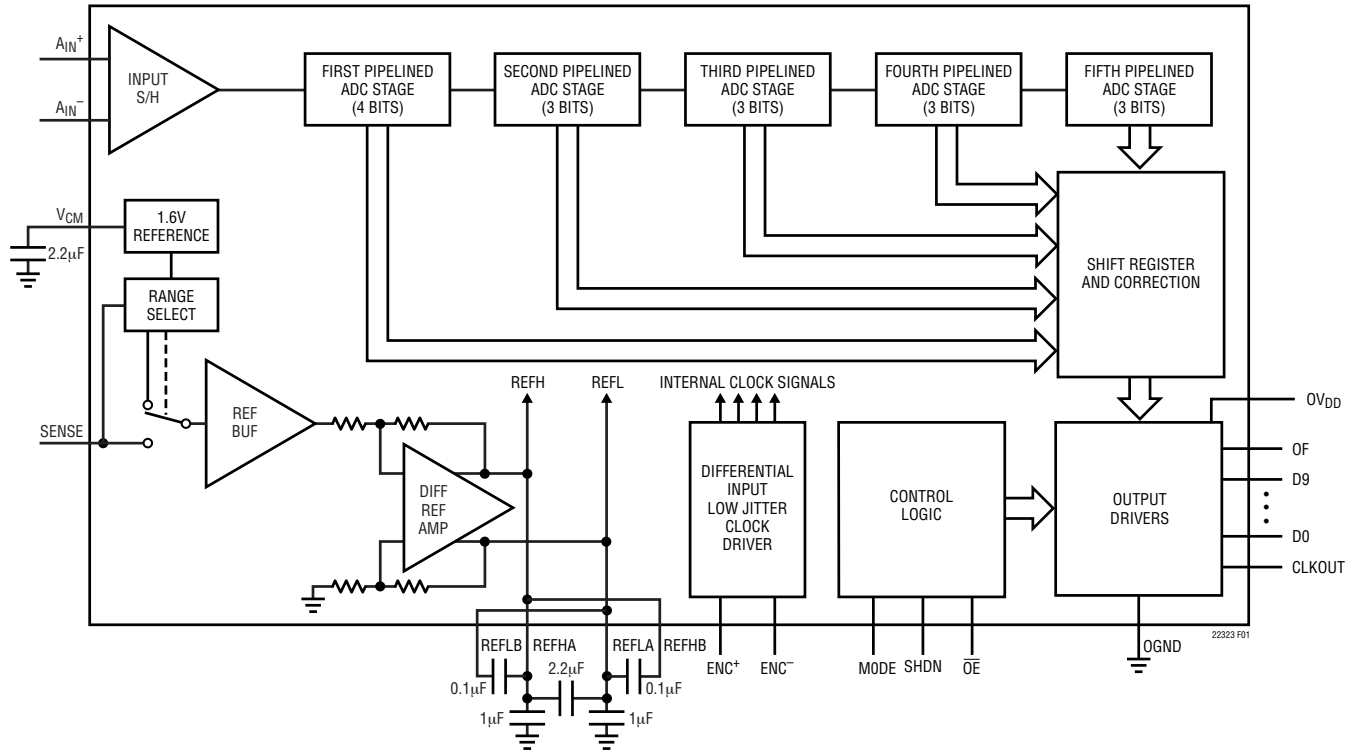 AIN+
AIN−
INPUT
S/H
FIRST PIPELINED
ADC STAGE
(4 BITS)
SECOND PIPELINED
ADC STAGE
(3 BITS)
THIRD PIPELINED
ADC STAGE
(3 BITS)
FOURTH PIPELINED
ADC STAGE
(3 BITS)
FIFTH PIPELINED
ADC STAGE
(3 BITS)
VCM
2.2µF
1.6V
REFERENCE
RANGE
SELECT
SHIFT REGISTER
AND CORRECTION
SENSE
REF
BUF
DIFF
REF
AMP
REFH
REFL
INTERNAL CLOCK SIGNALS
DIFFERENTIAL
INPUT
LOW JITTER
CLOCK
DRIVER
CONTROL
LOGIC
OUTPUT
DRIVERS
OVDD
OF
D9
D0
CLKOUT
REFLB
REFHA
REFLA
REFHB
2.2µF
0.1µF
0.1µF
1µF
1µF
ENC+
ENC−
MODE
SHDN
O̅E̅
OGND
22323 F01